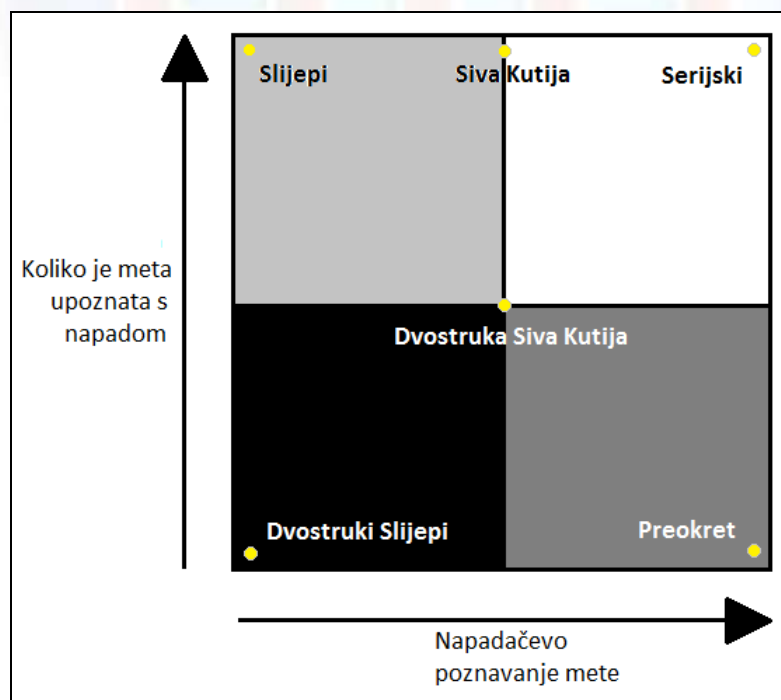 Slijepi
Siva Kutija
Serijski
Koliko je meta
upoznata s
napadom
Dvostruka Siva Kutija
Dvostruki Slijepi
Preokret
Napadačevo
poznavanje mete